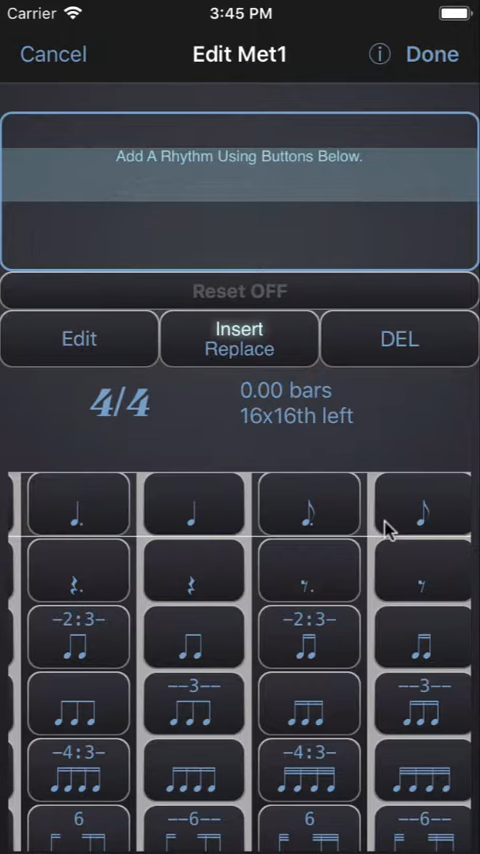 Carrier 3:45 PM
Cancel Edit Met1 Done
Add A Rhythm Using Buttons Below.
Reset OFF
Edit Insert Replace DEL
4/4 0.00 bars
16x16th left
-2:3- -2:3-
--3-- --3--
-4:3- -4:3-
6 --6-- 6 --6--